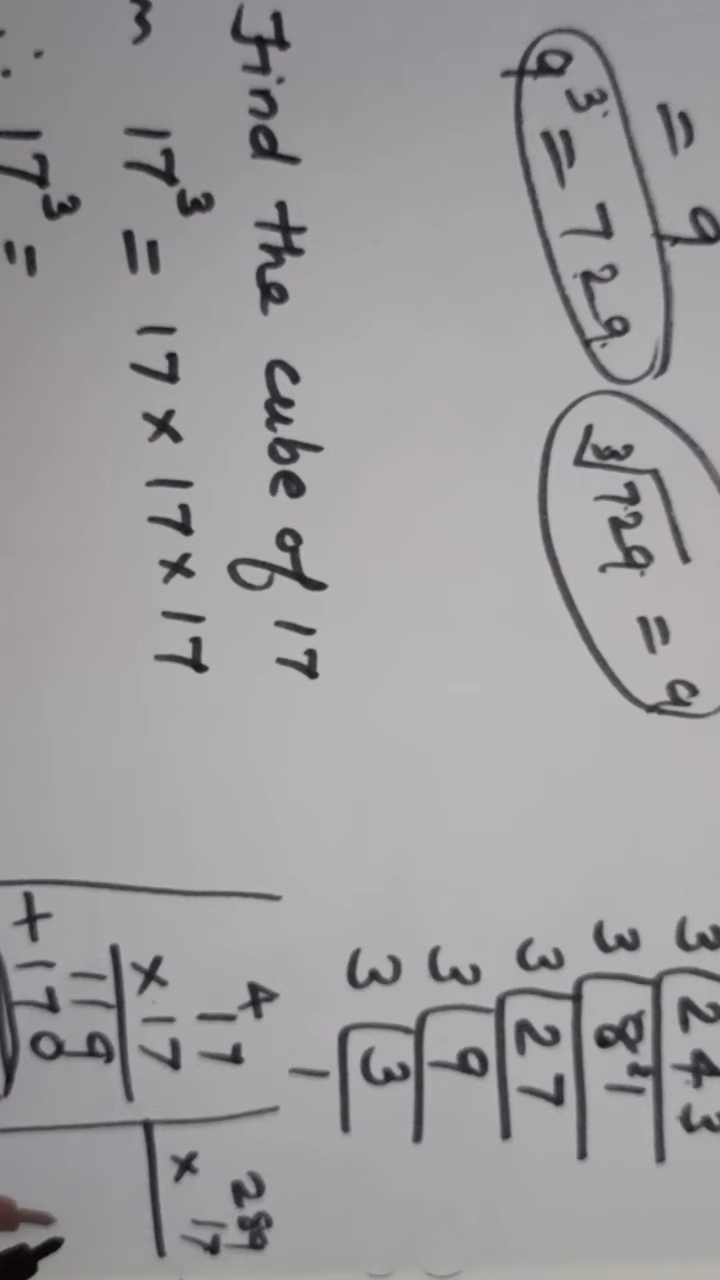 = 9
9³ = 729
∛729 = 9
3 243
3 81
3 27
3 9
3 3
1
Find the cube of 17
17³ = 17 × 17 × 17
∴ 17³ =
4
17
×17
119
+170
289
× 17